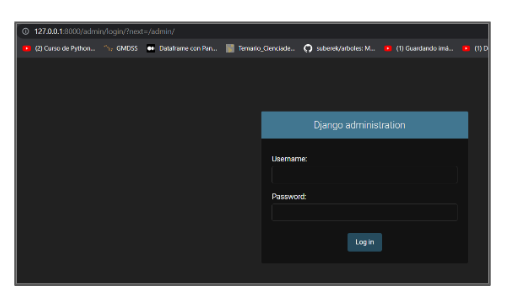 127.0.0.1:8000/admin/login/?next=/admin/
(2) Curso de Python... GMDSS Dataframe con Pan... Temario_Cienciade... suberek/arboles: M... (1) Guardando imá... (1) D
Django administration
Username:
Password:
Log in